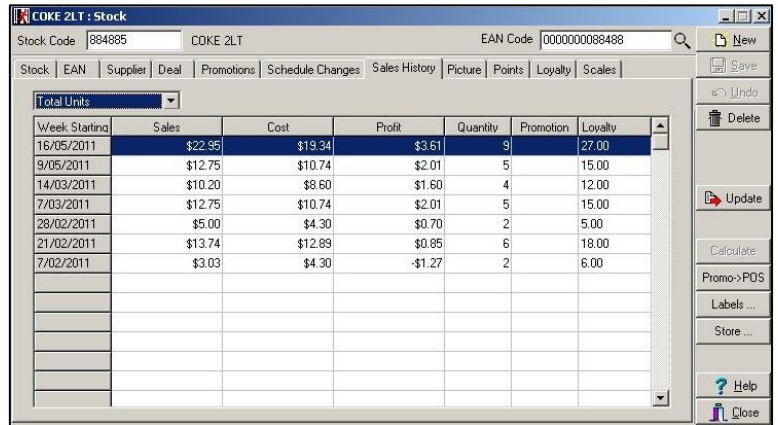 COKE 2LT : Stock
Stock Code 884885 COKE 2LT EAN Code 0000000088488
New
Save
Undo
Delete
Update
Calculate
Promo->POS
Labels ...
Store ...
Help
Close
Stock EAN Supplier Deal Promotions Schedule Changes Sales History Picture Points Loyalty Scales
Total Units
Week Starting Sales Cost Profit Quantity Promotion Loyalty
16/05/2011 $22.95 $19.34 $3.61 9 27.00
9/05/2011 $12.75 $10.74 $2.01 5 15.00
14/03/2011 $10.20 $8.60 $1.60 4 12.00
7/03/2011 $12.75 $10.74 $2.01 5 15.00
28/02/2011 $5.00 $4.30 $0.70 2 5.00
21/02/2011 $13.74 $12.89 $0.85 6 18.00
7/02/2011 $3.03 $4.30 -$1.27 2 6.00